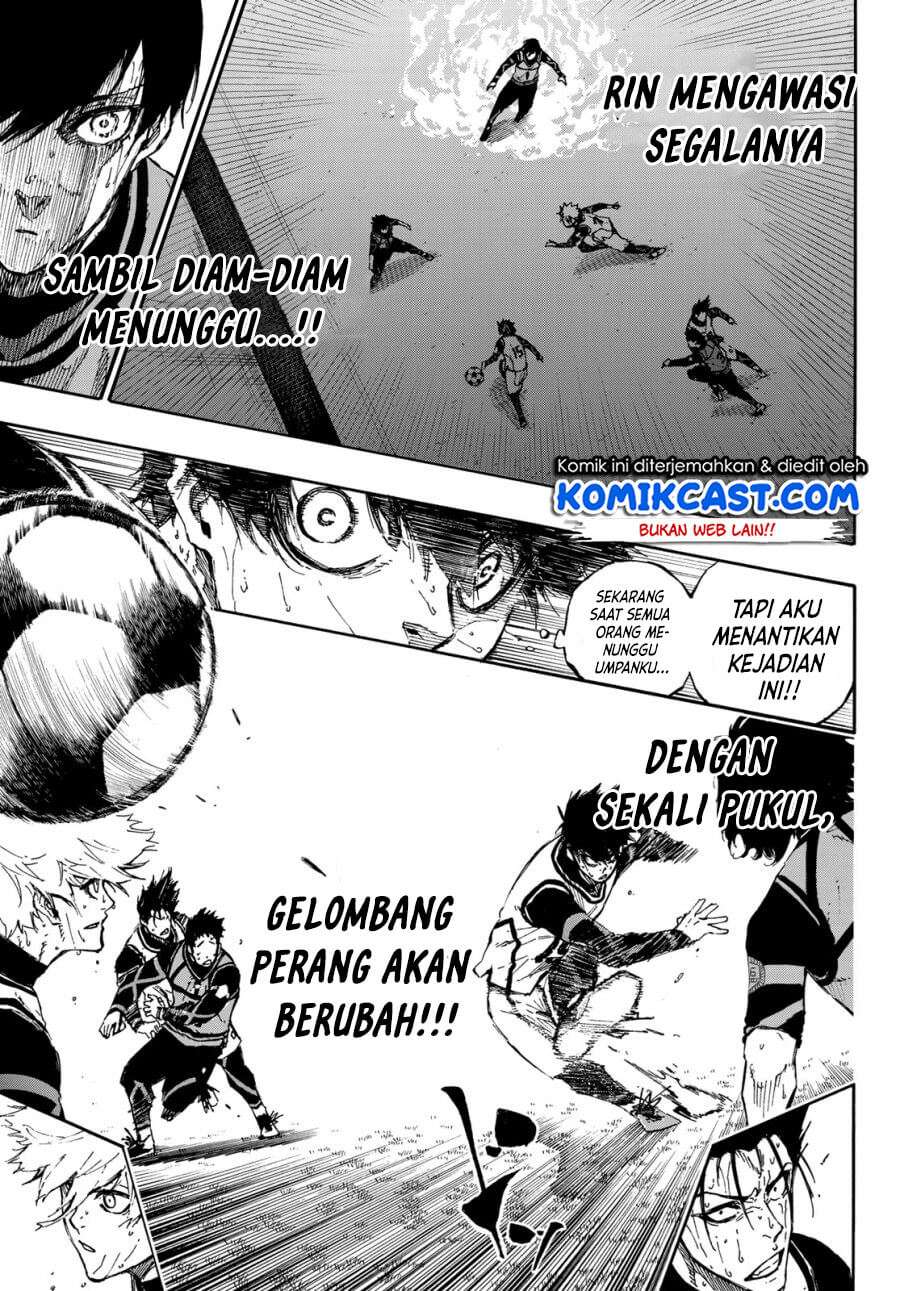 RIN MENGAWASI
SEGALANYA
SAMBIL DIAM-DIAM
MENUNGGU...!!
15
Komik ini diterjemahkan & diedit oleh
KOMIKCAST.COM
BUKAN WEB LAIN!!
TAPI AKU
MENANTIKAN
KEJADIAN
INI!!
SEKARANG
SAAT SEMUA
ORANG ME-
NUNGGU
UMPANKU...
DENGAN
SEKALI PUKUL,
GELOMBANG
PERANG AKAN
BERUBAH!!!